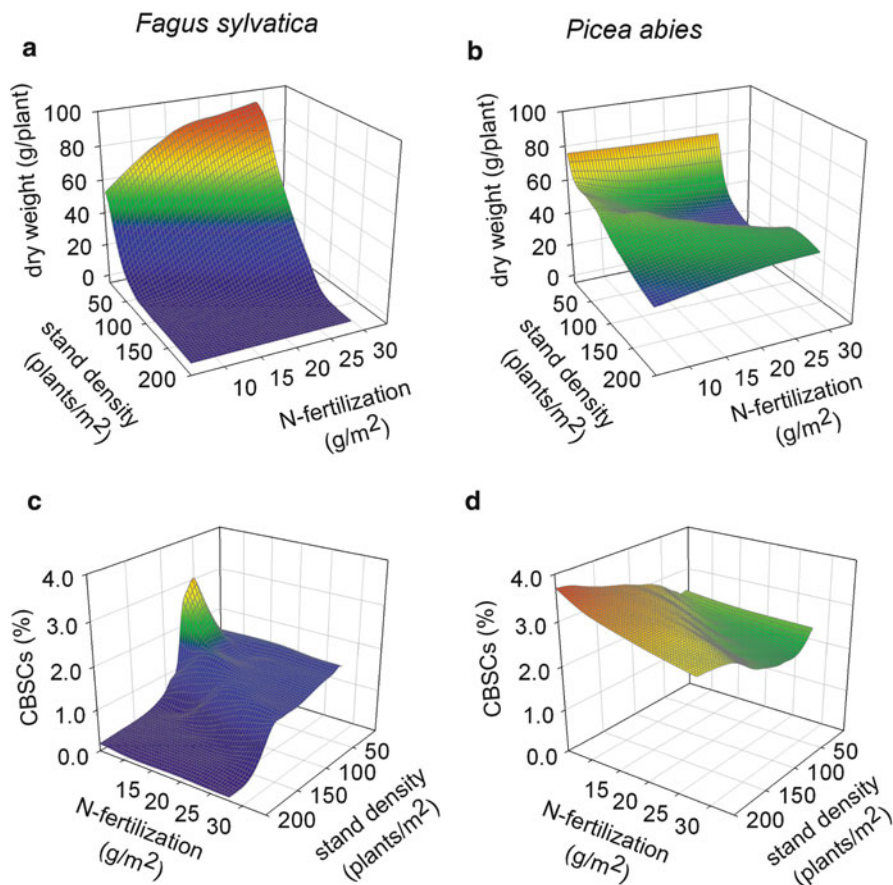 Fagus sylvatica
Picea abies
a
dry weight (g/plant)
100
80
60
40
20
0
50
100
150
200
stand density
(plants/m2)
10
15
20
25
30
N-fertilization
(g/m2)
b
dry weight (g/plant)
100
80
60
40
20
0
50
100
150
200
stand density
(plants/m2)
10
15
20
25
30
N-fertilization
(g/m2)
c
CBSCs (%)
4.0
3.0
2.0
1.0
0.0
15
20
25
30
N-fertilization
(g/m2)
50
100
150
200
stand density
(plants/m2)
d
CBSCs (%)
4.0
3.0
2.0
1.0
0.0
15
20
25
30
N-fertilization
(g/m2)
50
100
150
200
stand density
(plants/m2)